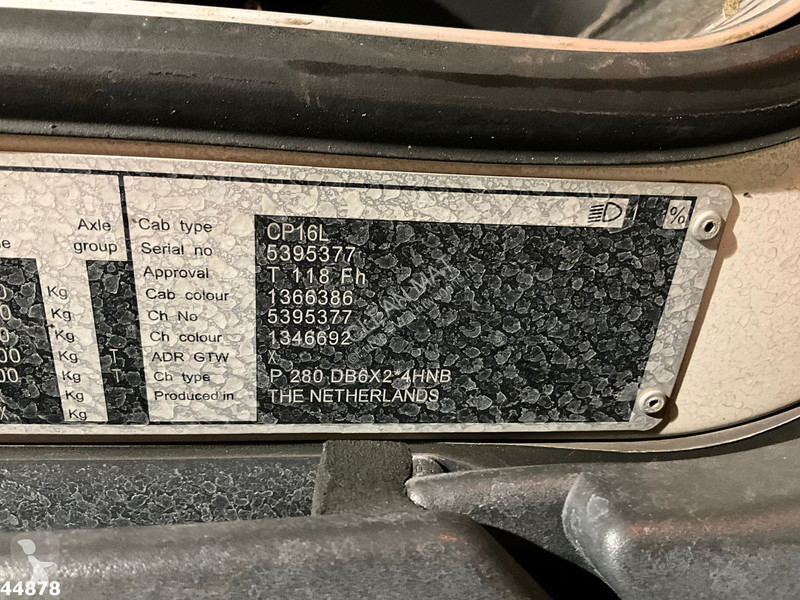 %
Axle
group
Cab type CP16L
Serial no 5395377
Approval T 118 Fh
Kg Cab colour 1366386
Kg Ch No 5395377
Kg Ch colour 1346692
00 Kg T ADR GTW X
00 Kg T Ch type P 280 DB6X2*4HNB
Kg Produced in THE NETHERLANDS
X Kg
44878